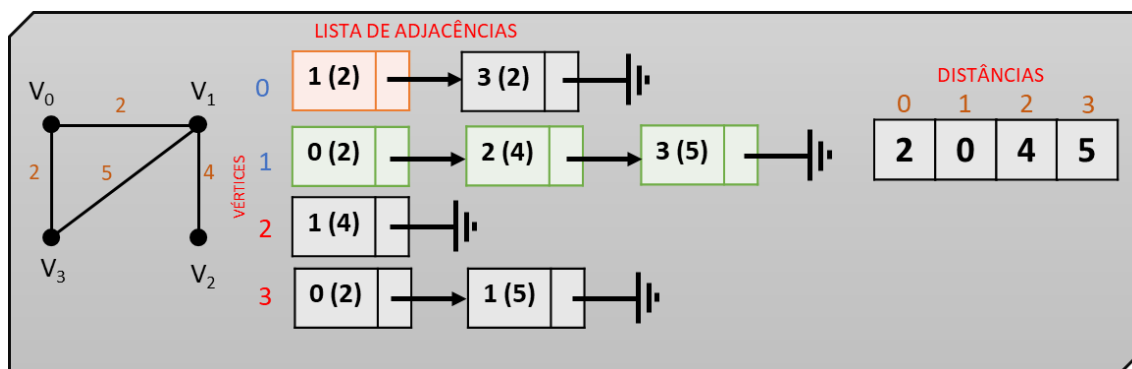 LISTA DE ADJACÊNCIAS
V0 2 V1
2 5 4
V3 V2
VÉRTICES
0 1 (2) 3 (2)
1 0 (2) 2 (4) 3 (5)
2 1 (4)
3 0 (2) 1 (5)
DISTÂNCIAS
0 1 2 3
2 0 4 5